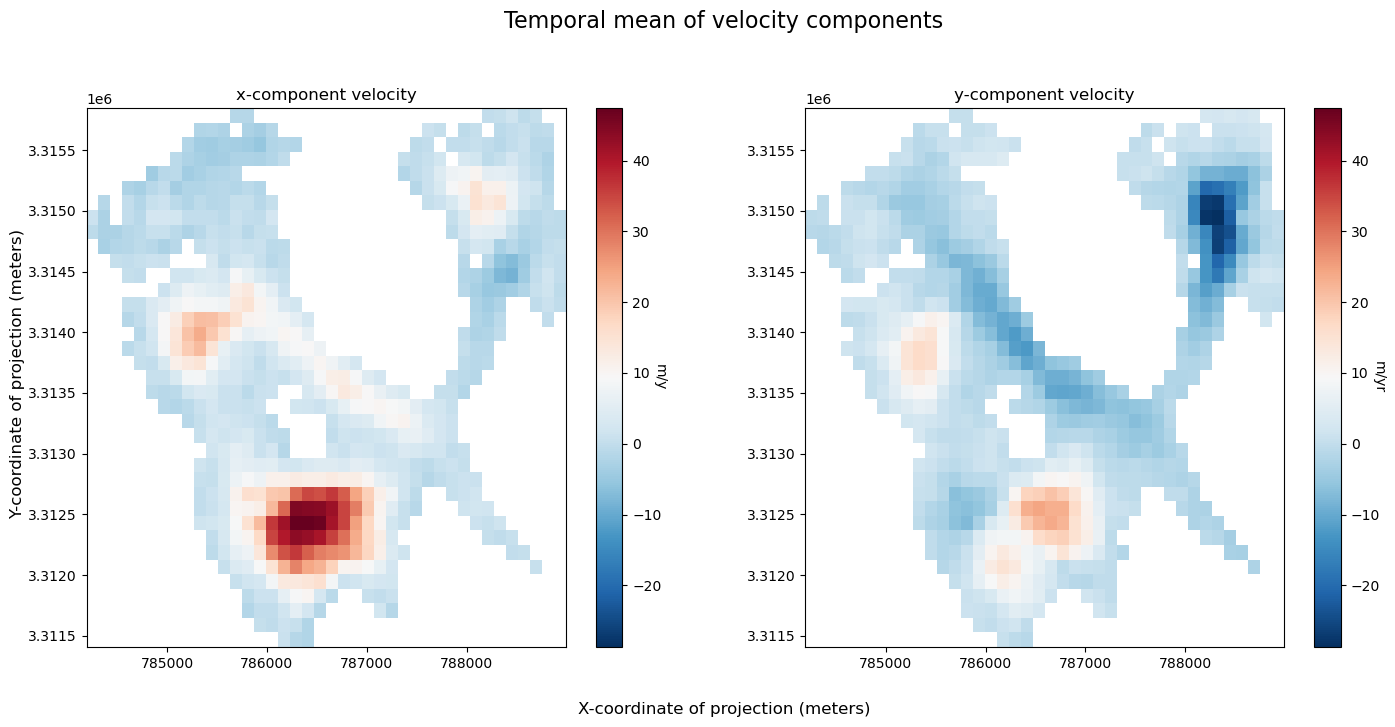 Temporal mean of velocity components
x-component velocity
1e6
3.3155
3.3150
3.3145
3.3140
3.3135
3.3130
3.3125
3.3120
3.3115
Y-coordinate of projection (meters)
785000 786000 787000 788000
40
30
20
10
0
−10
−20
m/y
y-component velocity
1e6
3.3155
3.3150
3.3145
3.3140
3.3135
3.3130
3.3125
3.3120
3.3115
785000 786000 787000 788000
40
30
20
10
0
−10
−20
m/yr
X-coordinate of projection (meters)